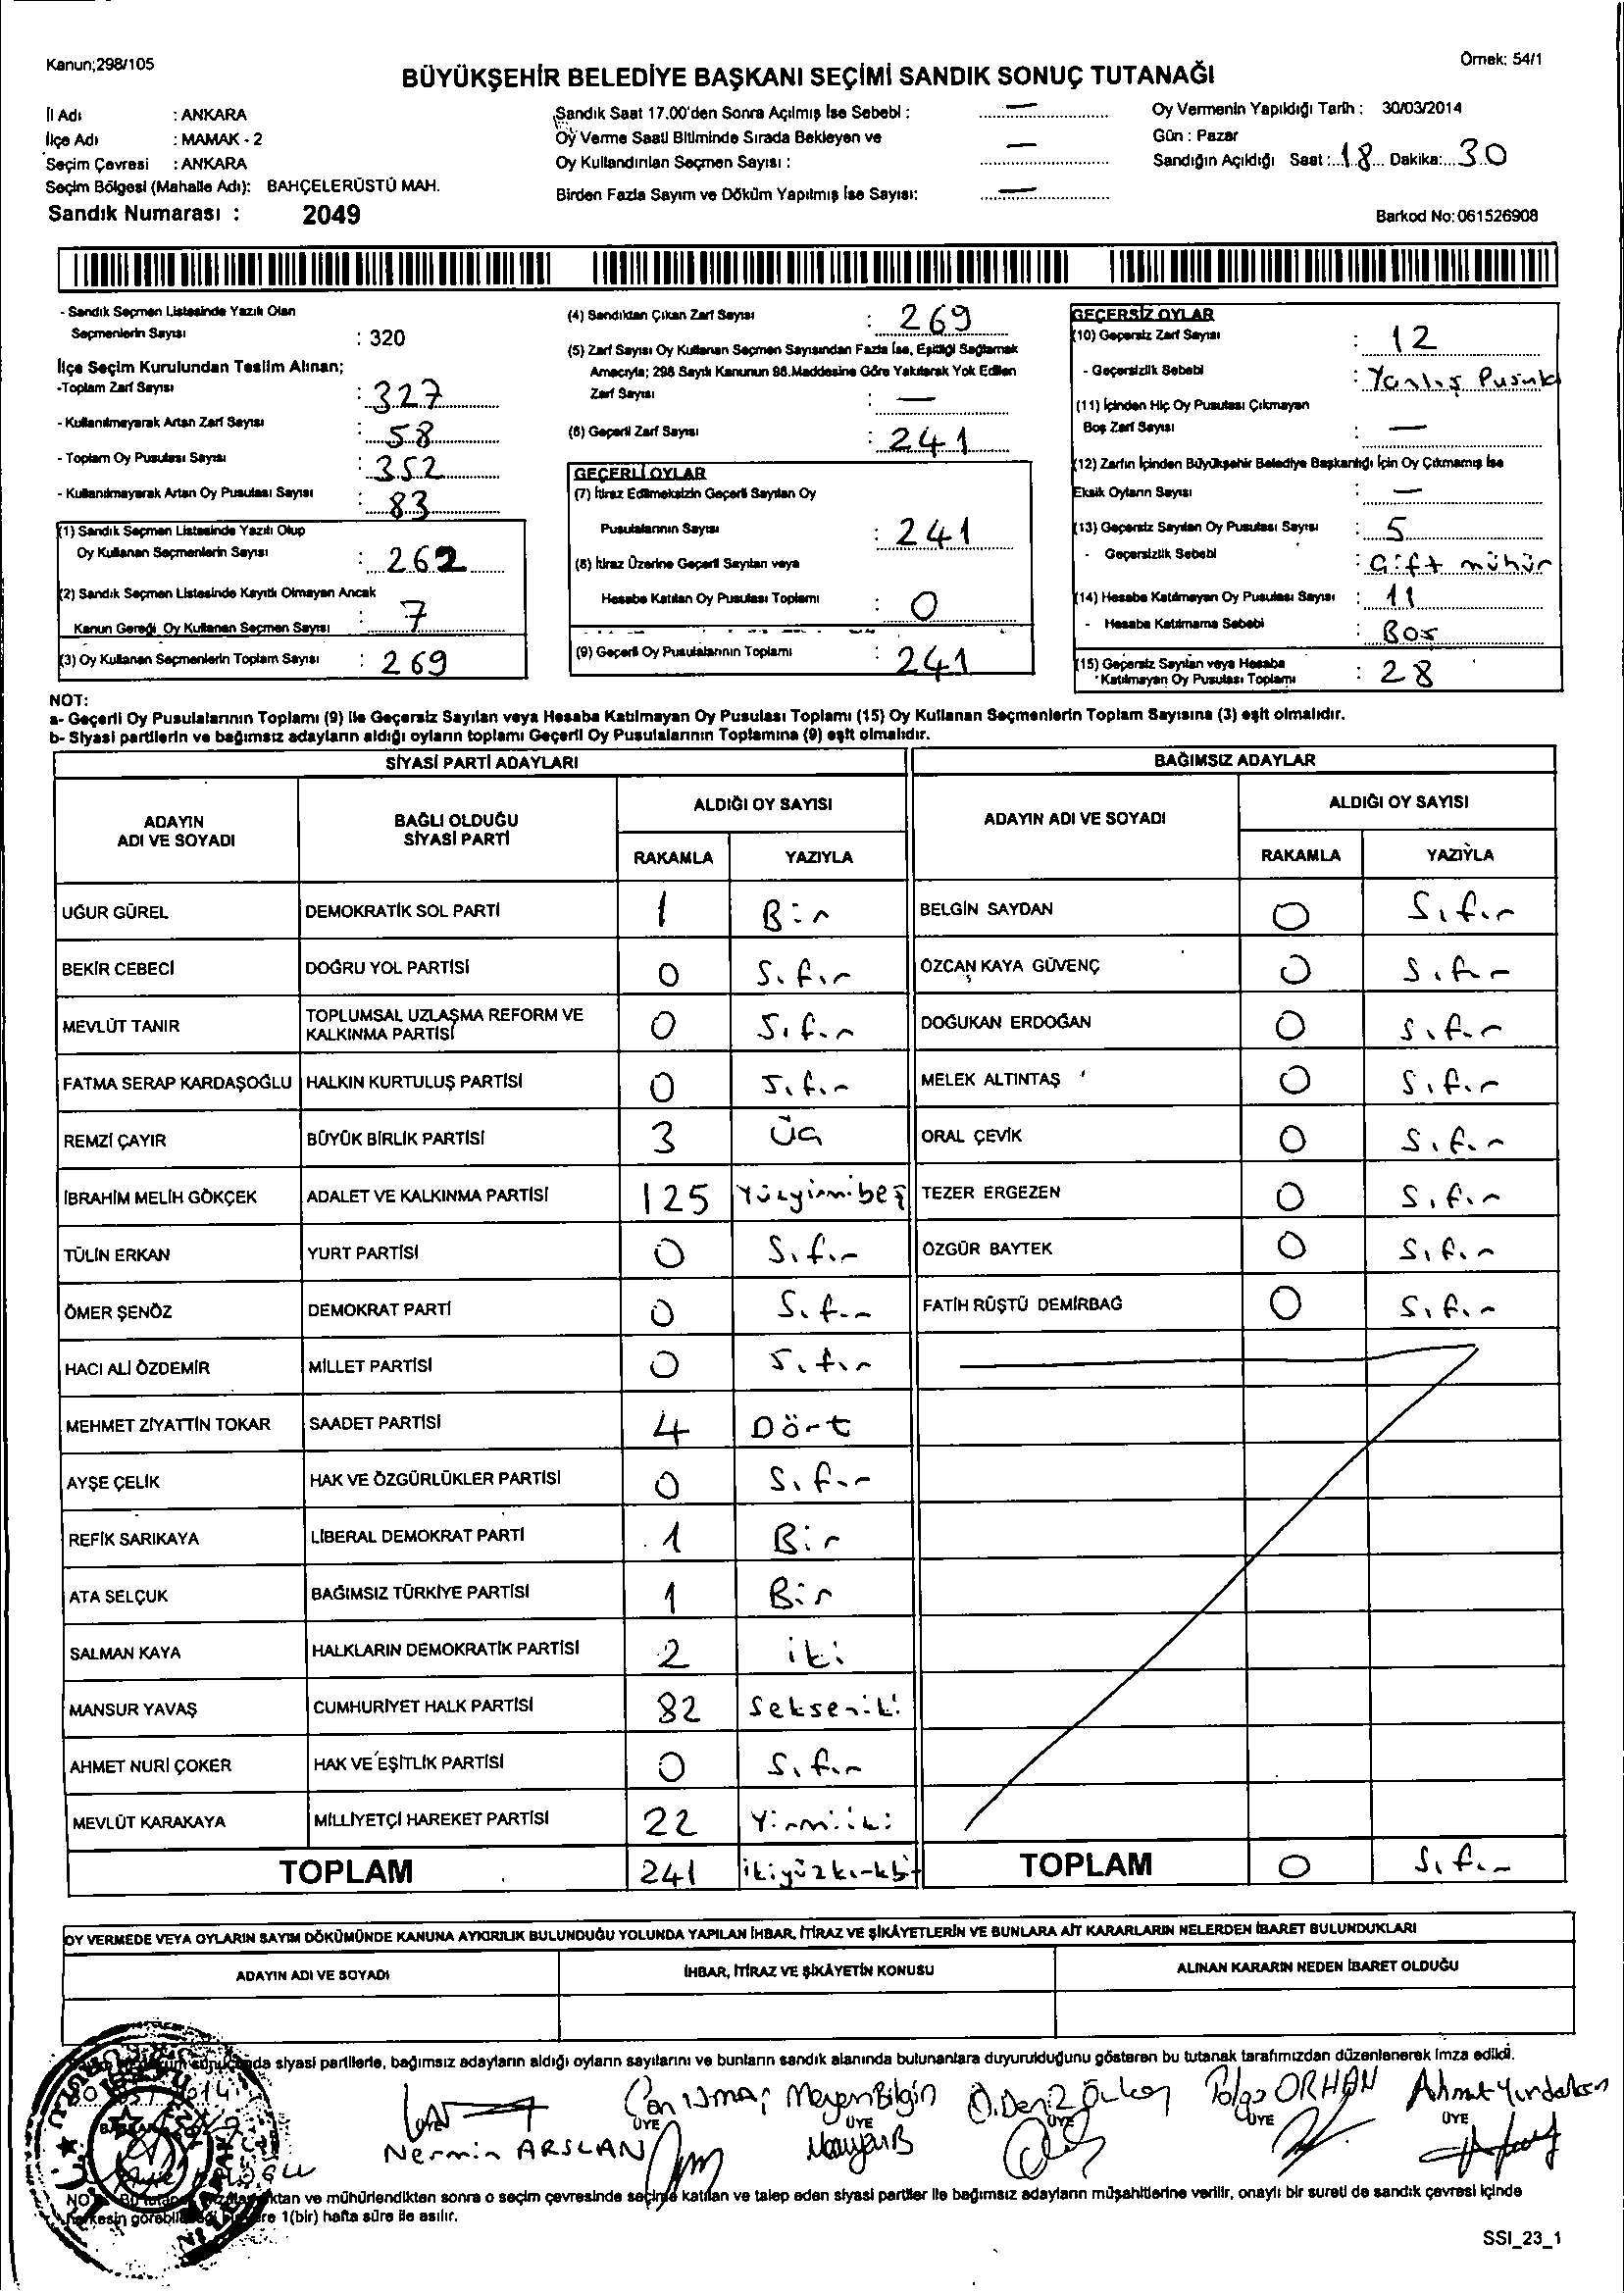 Kanun;298/105
Örnek: 54/1
BÜYÜKŞEHİR BELEDİYE BAŞKANI SEÇİMİ SANDIK SONUÇ TUTANAĞI
İl Adı : ANKARA
İlçe Adı : MAMAK - 2
Seçim Çevresi : ANKARA
Seçim Bölgesi (Mahalle Adı): BAHÇELERÜSTÜ MAH.
Sandık Numarası : 2049
Sandık Saat 17.00'den Sonra Açılmış İse Sebebi : —
Oy Verme Saati Bitiminde Sırada Bekleyen ve
Oy Kullandırılan Seçmen Sayısı : —
Birden Fazla Sayım ve Döküm Yapılmış İse Sayısı: —
Oy Vermenin Yapıldığı Tarih : 30/03/2014
Gün : Pazar
Sandığın Açıldığı Saat : 18 Dakika: 30
Barkod No: 061526908
- Sandık Seçmen Listesinde Yazılı Olan
Seçmenlerin Sayısı : 320
İlçe Seçim Kurulundan Teslim Alınan;
-Toplam Zarf Sayısı : 327
- Kullanılmayarak Artan Zarf Sayısı : 58
- Toplam Oy Pusulası Sayısı : 352
- Kullanılmayarak Artan Oy Pusulası Sayısı : 83
(1) Sandık Seçmen Listesinde Yazılı Olup
Oy Kullanan Seçmenlerin Sayısı : 262
(2) Sandık Seçmen Listesinde Kayıtlı Olmayan Ancak
Kanun Gereği Oy Kullanan Seçmen Sayısı : 7
(3) Oy Kullanan Seçmenlerin Toplam Sayısı : 269
(4) Sandıktan Çıkan Zarf Sayısı : 269
(5) Zarf Sayısı Oy Kullanan Seçmen Sayısından Fazla İse, Eşitliği Sağlamak
Amacıyla; 298 Sayılı Kanunun 98.Maddesine Göre Yakılarak Yok Edilen
Zarf Sayısı : —
(6) Geçerli Zarf Sayısı : 241
GEÇERLİ OYLAR
(7) İtiraz Edilmeksizin Geçerli Sayılan Oy
Pusulalarının Sayısı : 241
(8) İtiraz Üzerine Geçerli Sayılan veya
Hesaba Katılan Oy Pusulası Toplamı : 0
(9) Geçerli Oy Pusulalarının Toplamı : 241
GEÇERSİZ OYLAR
(10) Geçersiz Zarf Sayısı : 12
- Geçersizlik Sebebi : Yanlış Pusula
(11) İçinden Hiç Oy Pusulası Çıkmayan
Boş Zarf Sayısı : —
(12) Zarfın İçinden Büyükşehir Belediye Başkanlığı İçin Oy Çıkmamış İse
Eksik Oyların Sayısı : —
(13) Geçersiz Sayılan Oy Pusulası Sayısı : 5
- Geçersizlik Sebebi : Çift mühür
(14) Hesaba Katılmayan Oy Pusulası Sayısı : 11
- Hesaba Katılmama Sebebi : Boş
(15) Geçersiz Sayılan veya Hesaba
Katılmayan Oy Pusulası Toplamı : 28
NOT:
a- Geçerli Oy Pusulalarının Toplamı (9) ile Geçersiz Sayılan veya Hesaba Katılmayan Oy Pusulası Toplamı (15) Oy Kullanan Seçmenlerin Toplam Sayısına (3) eşit olmalıdır.
b- Siyasi partilerin ve bağımsız adayların aldığı oyların toplamı Geçerli Oy Pusulalarının Toplamına (9) eşit olmalıdır.
SİYASİ PARTİ ADAYLARI
BAĞIMSIZ ADAYLAR
ADAYIN
ADI VE SOYADI
BAĞLI OLDUĞU
SİYASİ PARTİ
ALDIĞI OY SAYISI
RAKAMLA YAZIYLA
ADAYIN ADI VE SOYADI
ALDIĞI OY SAYISI
RAKAMLA YAZIYLA
UĞUR GÜREL DEMOKRATİK SOL PARTİ 1 Bir BELGİN SAYDAN 0 Sıfır
BEKİR CEBECİ DOĞRU YOL PARTİSİ 0 Sıfır ÖZCAN KAYA GÜVENÇ 0 Sıfır
MEVLÜT TANIR TOPLUMSAL UZLAŞMA REFORM VE
KALKINMA PARTİSİ 0 Sıfır DOĞUKAN ERDOĞAN 0 Sıfır
FATMA SERAP KARDAŞOĞLU HALKIN KURTULUŞ PARTİSİ 0 Sıfır MELEK ALTINTAŞ 0 Sıfır
REMZİ ÇAYIR BÜYÜK BİRLİK PARTİSİ 3 Üç ORAL ÇEVİK 0 Sıfır
İBRAHİM MELİH GÖKÇEK ADALET VE KALKINMA PARTİSİ 125 Yüzyirmibeş TEZER ERGEZEN 0 Sıfır
TÜLİN ERKAN YURT PARTİSİ 0 Sıfır ÖZGÜR BAYTEK 0 Sıfır
ÖMER ŞENÖZ DEMOKRAT PARTİ 0 Sıfır FATİH RÜŞTÜ DEMİRBAĞ 0 Sıfır
HACI ALİ ÖZDEMİR MİLLET PARTİSİ 0 Sıfır
MEHMET ZİYATTİN TOKAR SAADET PARTİSİ 4 Dört
AYŞE ÇELİK HAK VE ÖZGÜRLÜKLER PARTİSİ 0 Sıfır
REFİK SARIKAYA LİBERAL DEMOKRAT PARTİ 1 Bir
ATA SELÇUK BAĞIMSIZ TÜRKİYE PARTİSİ 1 Bir
SALMAN KAYA HALKLARIN DEMOKRATİK PARTİSİ 2 iki
MANSUR YAVAŞ CUMHURİYET HALK PARTİSİ 82 Sekseniki
AHMET NURİ ÇOKER HAK VE EŞİTLİK PARTİSİ 0 Sıfır
MEVLÜT KARAKAYA MİLLİYETÇİ HAREKET PARTİSİ 22 Yirmiiki
TOPLAM 241 ikiyüzkırkbir TOPLAM 0 Sıfır
OY VERMEDE VEYA OYLARIN SAYIM DÖKÜMÜNDE KANUNA AYKIRILIK BULUNDUĞU YOLUNDA YAPILAN İHBAR, İTİRAZ VE ŞİKÂYETLERİN VE BUNLARA AİT KARARLARIN NELERDEN İBARET BULUNDUKLARI
ADAYIN ADI VE SOYADI İHBAR, İTİRAZ VE ŞİKÂYETİN KONUSU ALINAN KARARIN NEDEN İBARET OLDUĞU
siyasi partilerle, bağımsız adayların aldığı oyların sayılarını ve bunların sandık alanında bulunanlara duyurulduğunu gösteren bu tutanak tarafımızdan düzenlenerek imza edildi.
Meryem Bilgin Ö.Deniz Tolga ORHAN Ahmet
ÜYE ÜYE ÜYE ÜYE ÜYE ÜYE
Nermin ARSLAN
ve mühürlendikten sonra o seçim çevresinde seçime katılan ve talep eden siyasi partiler ile bağımsız adayların müşahitlerine verilir, onaylı bir sureti de sandık çevresi içinde
1(bir) hafta süre ile asılır.
SSI_23_1